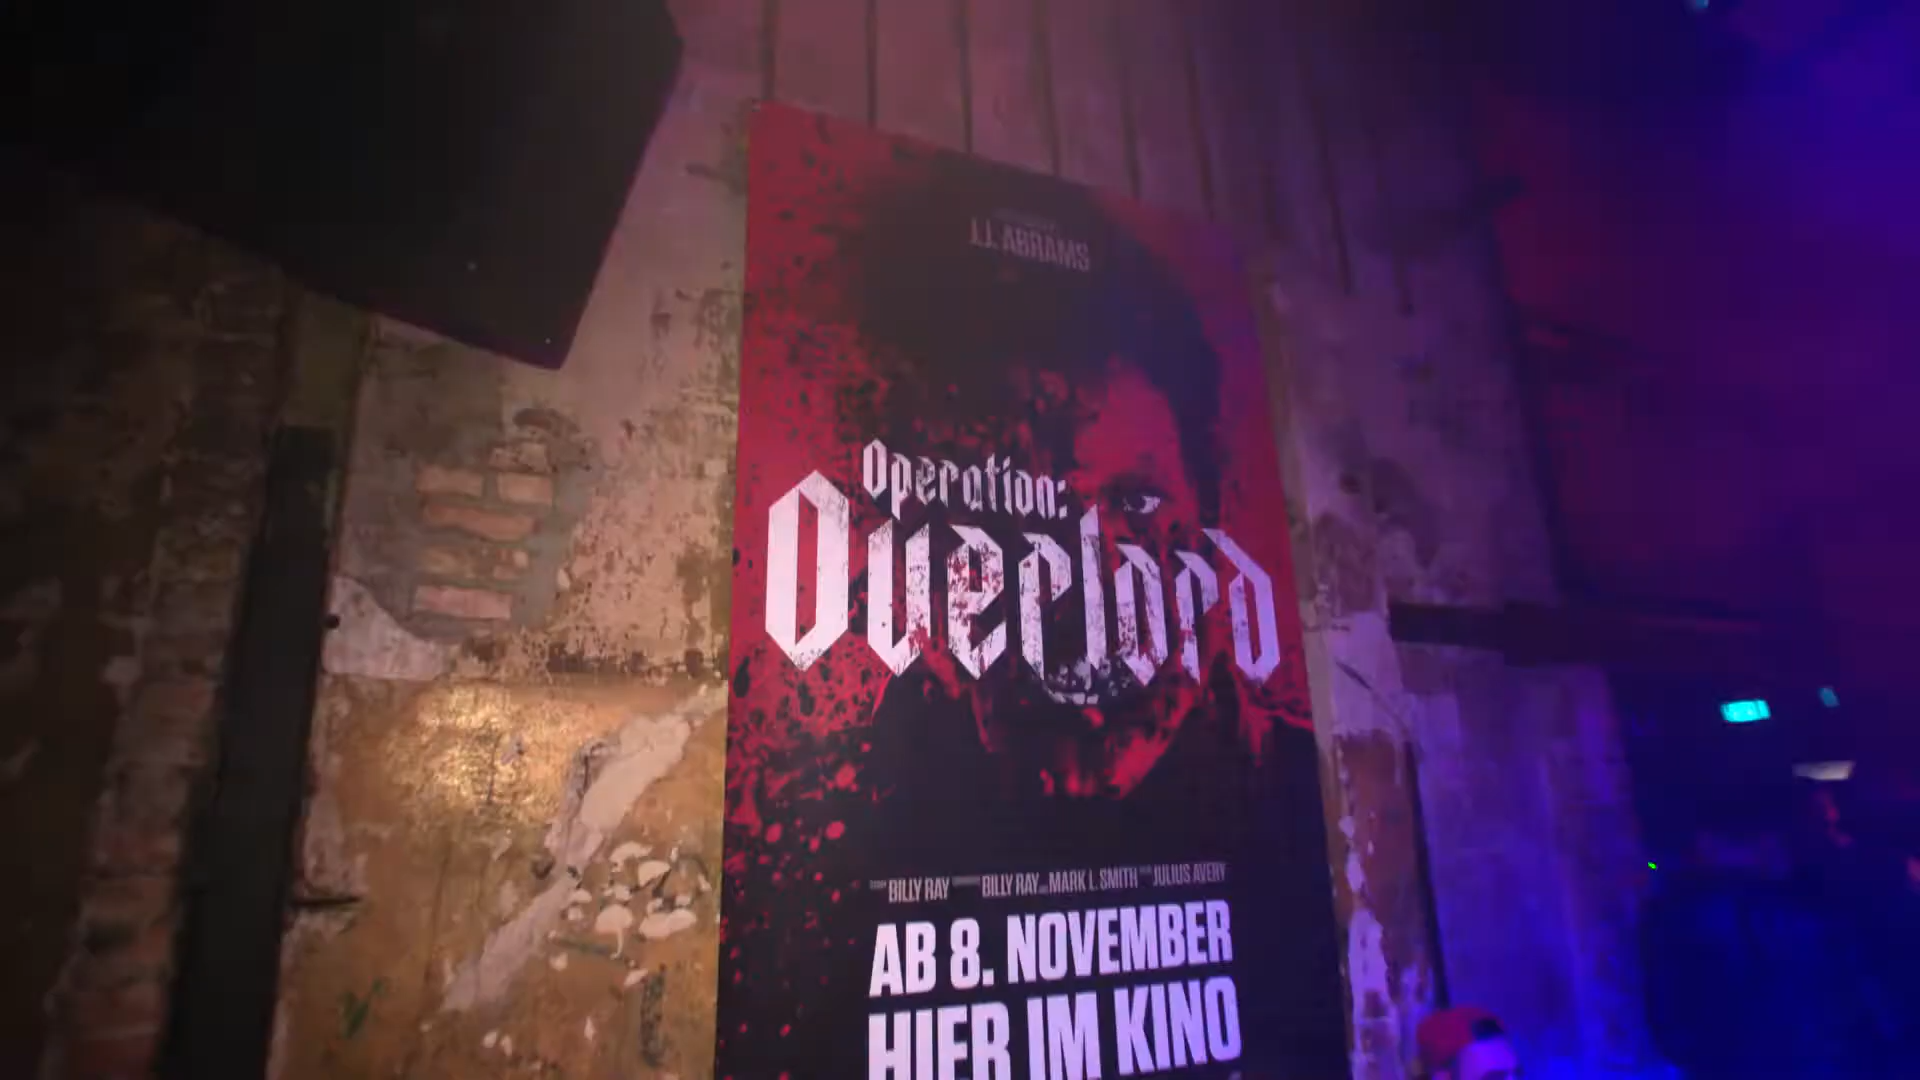 J.J. ABRAMS
Operation:
Overlord
BILLY RAY BILLY RAY MARK L. SMITH JULIUS AVERY
AB 8. NOVEMBER
HIER IM KINO